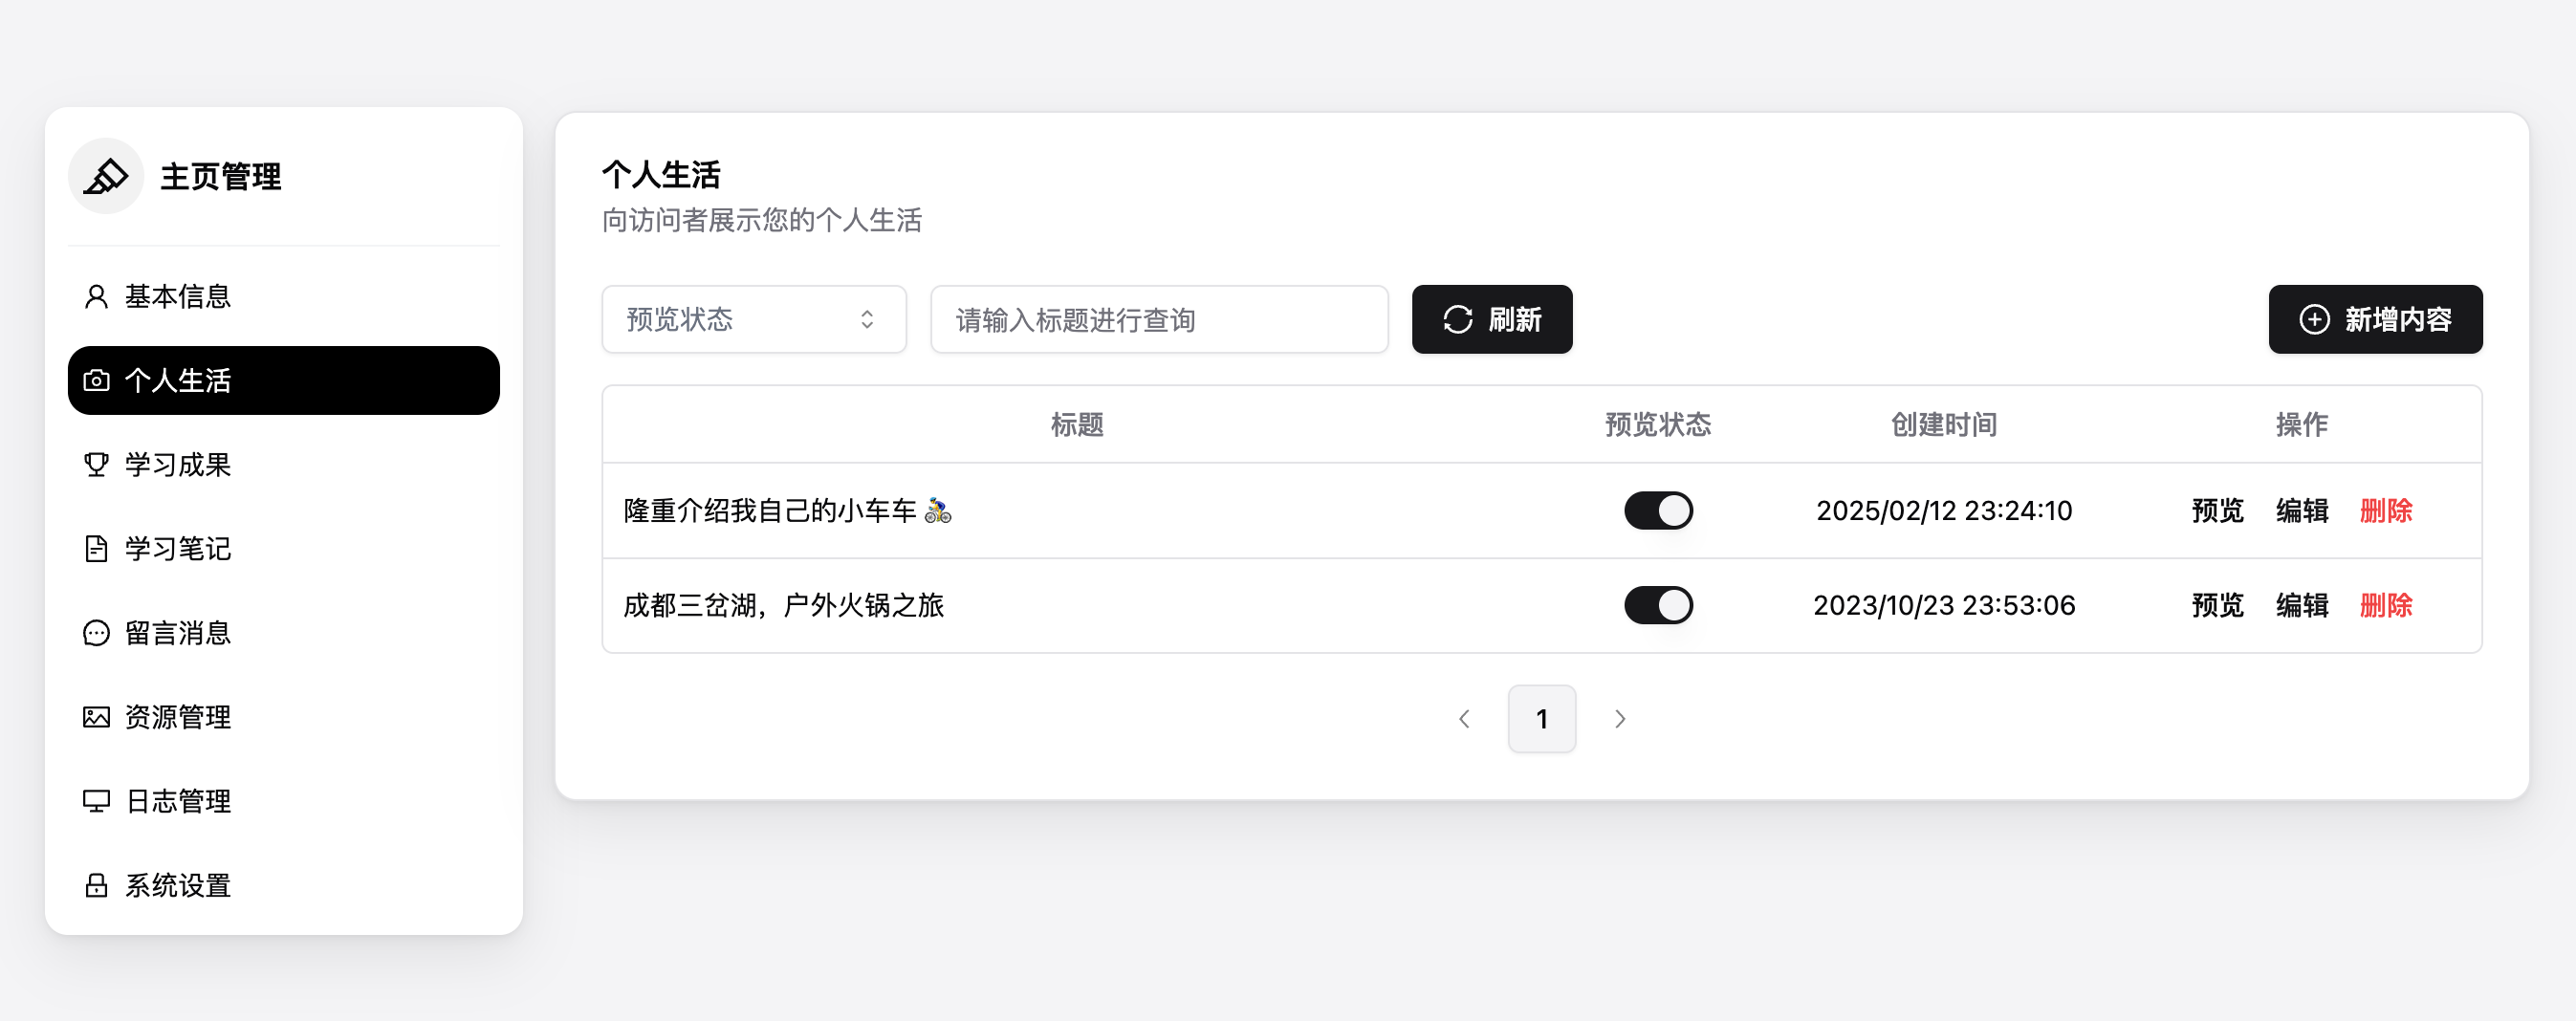 主页管理
基本信息
个人生活
学习成果
学习笔记
留言消息
资源管理
日志管理
系统设置
个人生活
向访问者展示您的个人生活
预览状态 请输入标题进行查询 刷新 新增内容
标题 预览状态 创建时间 操作
隆重介绍我自己的小车车 🚴 2025/02/12 23:24:10 预览 编辑 删除
成都三岔湖，户外火锅之旅 2023/10/23 23:53:06 预览 编辑 删除
1